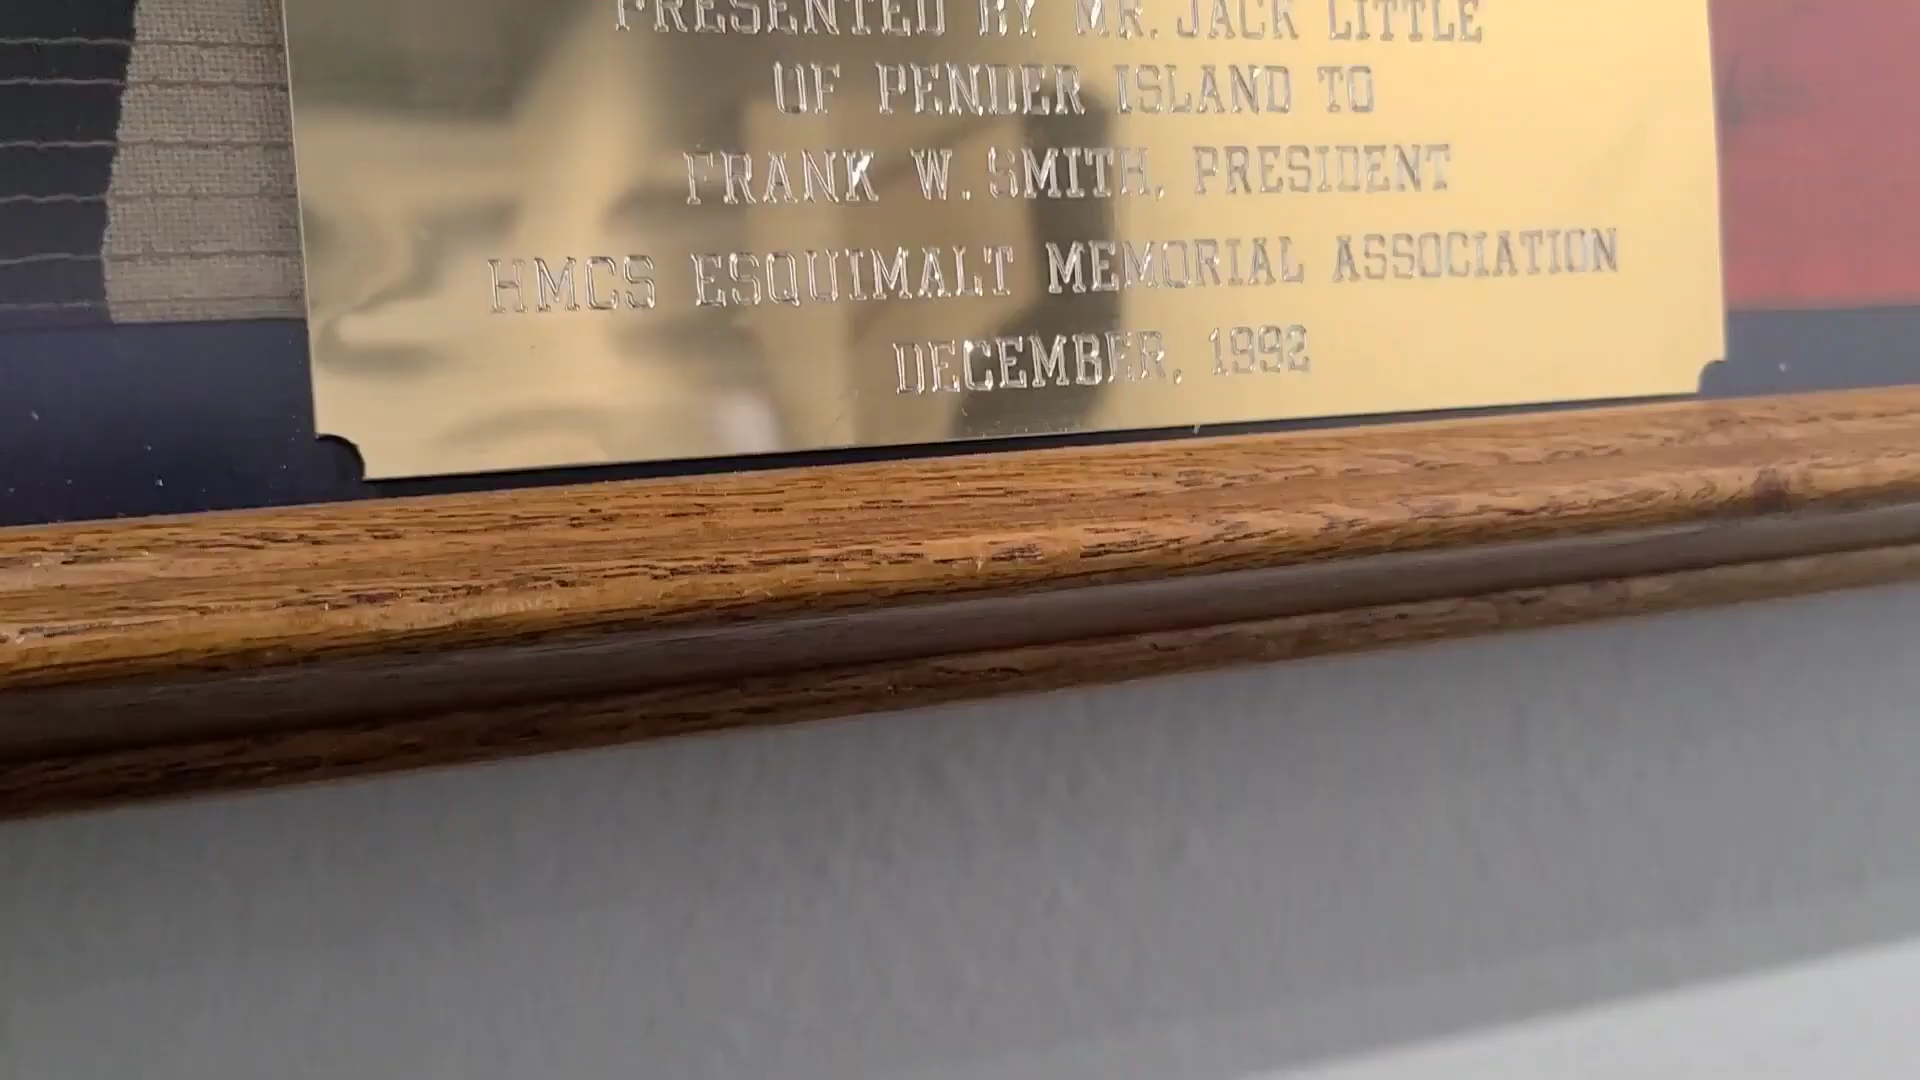 PRESENTED BY MR. JACK LITTLE
OF PENDER ISLAND TO
FRANK W. SMITH, PRESIDENT
HMCS ESQUIMALT MEMORIAL ASSOCIATION
DECEMBER, 1992